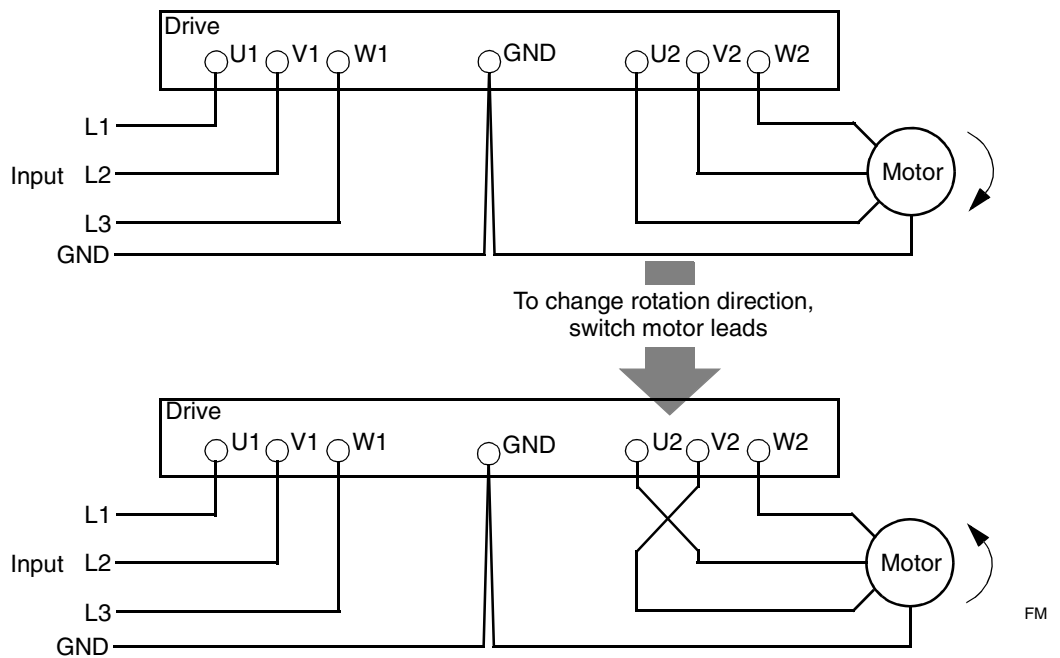 Drive
U1 V1 W1 GND U2 V2 W2
L1
Input L2 Motor
L3
GND
To change rotation direction,
switch motor leads
Drive
U1 V1 W1 GND U2 V2 W2
L1
Input L2 Motor
L3
FM
GND